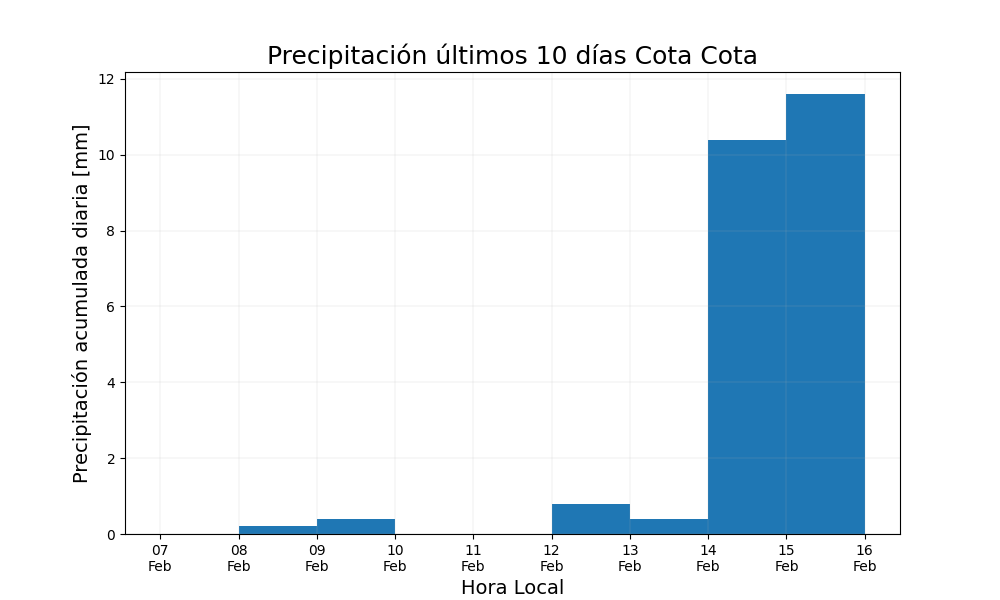 Precipitación últimos 10 días Cota Cota
Precipitación acumulada diaria [mm]
12
10
8
6
4
2
0
07 08 09 10 11 12 13 14 15 16
Feb Feb Feb Feb Feb Feb Feb Feb Feb Feb
Hora Local